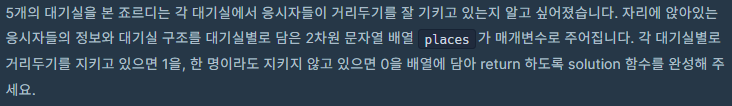 5개의 대기실을 본 죠르디는 각 대기실에서 응시자들이 거리두기를 잘 기키고 있는지 알고 싶어졌습니다. 자리에 앉아있는
응시자들의 정보와 대기실 구조를 대기실별로 담은 2차원 문자열 배열 places 가 매개변수로 주어집니다. 각 대기실별로
거리두기를 지키고 있으면 1을, 한 명이라도 지키지 않고 있으면 0을 배열에 담아 return 하도록 solution 함수를 완성해 주
세요.